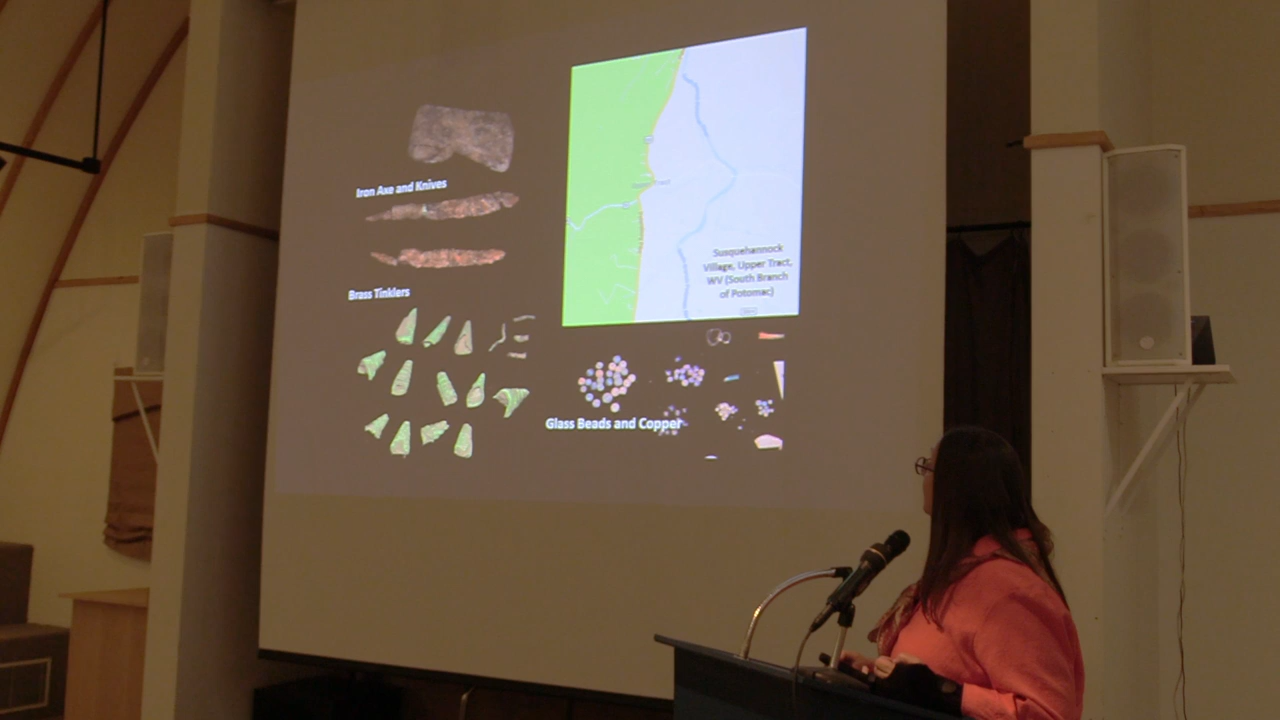 Iron Axe and Knives
Brass Tinklers
Susquehannock
Village, Upper Tract,
WV (South Branch
of Potomac)
Glass Beads and Copper